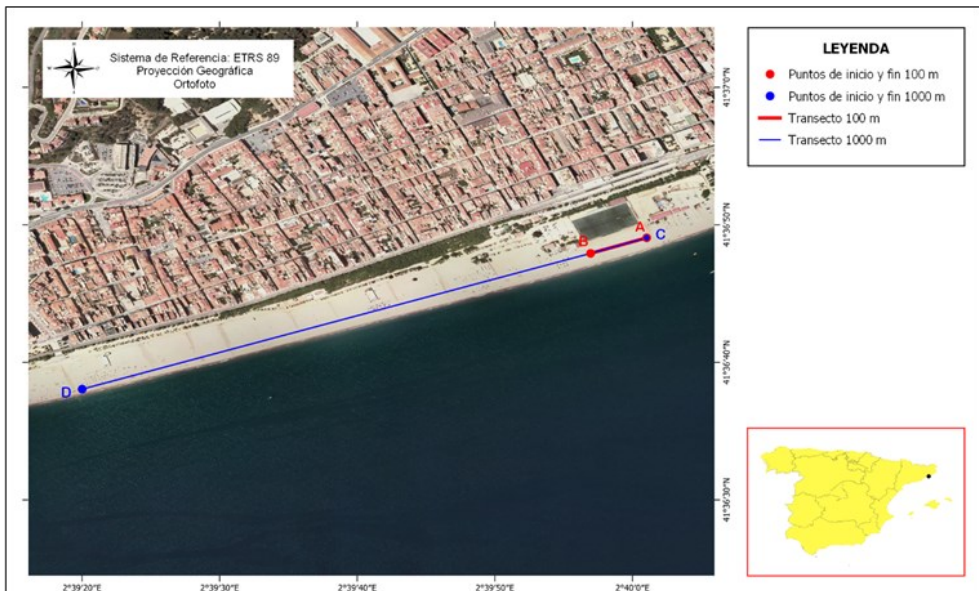 Sistema de Referencia: ETRS 89
Proyección Geográfica
Ortofoto
N
W
E
S
LEYENDA
Puntos de inicio y fin 100 m
Puntos de inicio y fin 1000 m
Transecto 100 m
Transecto 1000 m
A
B
C
D
41°37'0"N
41°36'50"N
41°36'40"N
41°36'30"N
2°39'20"E
2°39'30"E
2°39'40"E
2°39'50"E
2°40'0"E